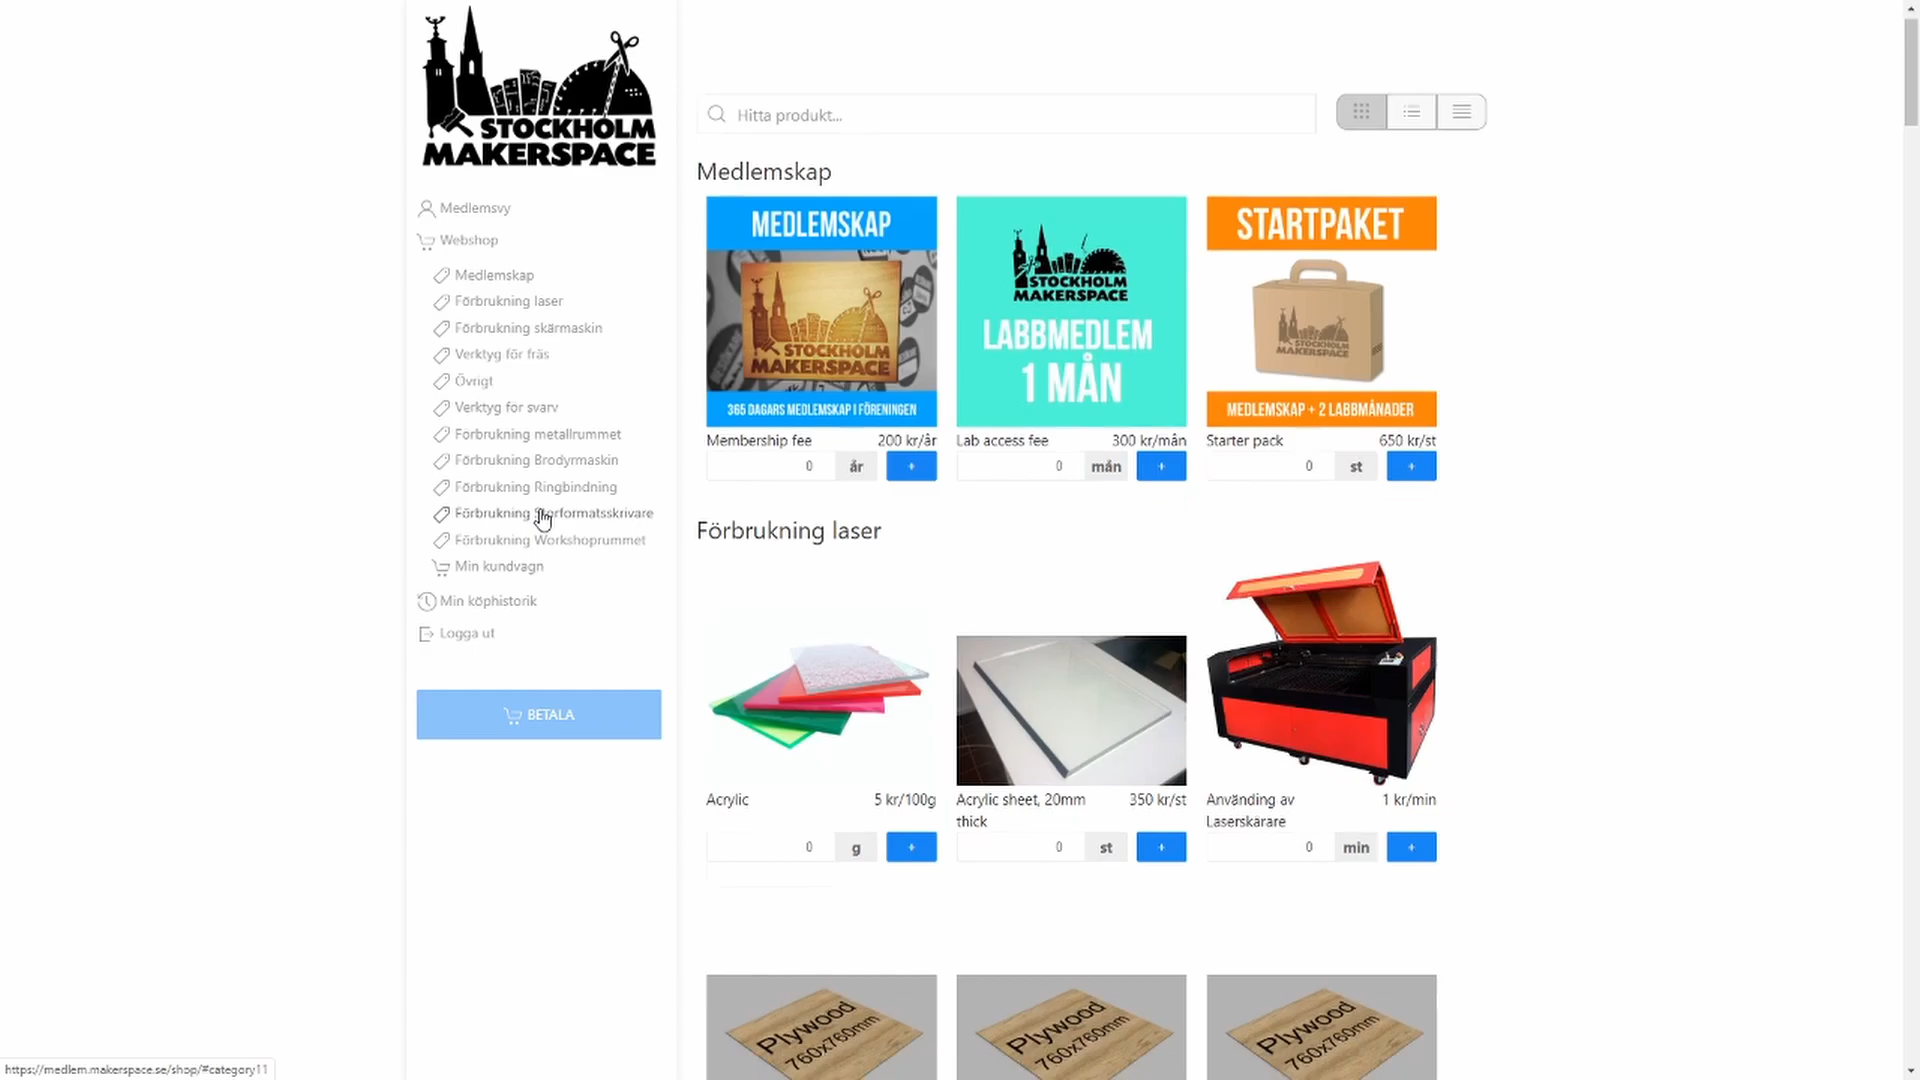 STOCKHOLM
MAKERSPACE
Medlemsvy
Webshop
Medlemskap
Förbrukning laser
Förbrukning skärmaskin
Verktyg för fräs
Övrigt
Verktyg för svarv
Förbrukning metallrummet
Förbrukning Brodyrmaskin
Förbrukning Ringbindning
Förbrukning Storformatsskrivare
Förbrukning Workshoprummet
Min kundvagn
Min köphistorik
Logga ut
BETALA
Hitta produkt...
Medlemskap
MEDLEMSKAP
STOCKHOLM
MAKERSPACE
365 DAGARS MEDLEMSKAP I FÖRENINGEN
Membership fee 200 kr/år
0 år +
STOCKHOLM
MAKERSPACE
LABBMEDLEM
1 MÅN
Lab access fee 300 kr/mån
0 mån +
STARTPAKET
STOCKHOLM
MAKERSPACE
MEDLEMSKAP + 2 LABBMÅNADER
Starter pack 650 kr/st
0 st +
Förbrukning laser
Acrylic 5 kr/100g
0 g +
Acrylic sheet, 20mm thick 350 kr/st
0 st +
Använding av Laserskärare 1 kr/min
0 min +
Plywood
760x760mm
Plywood
760x760mm
Plywood
760x760mm
https://medlem.makerspace.se/shop/#category11